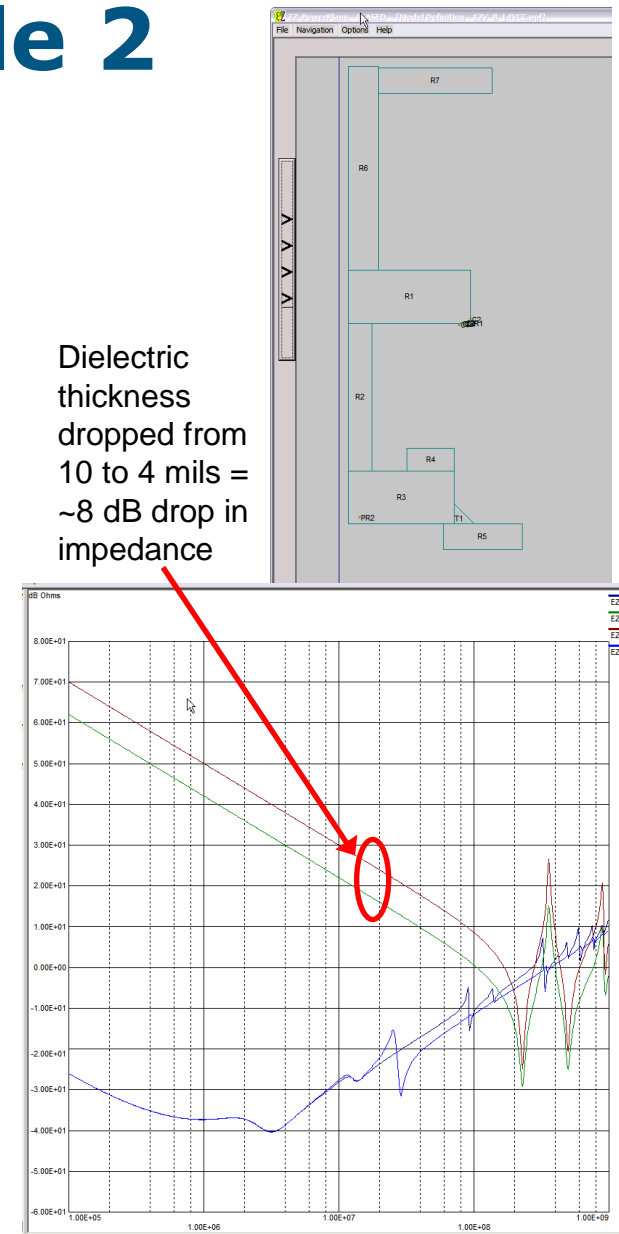 le 2
File Navigation Options Help
R7
R6
R1
R2
R4
R3
PR2
T1
R5
Dielectric
thickness
dropped from
10 to 4 mils =
~8 dB drop in
impedance
dB Ohms
EZ
EZ
EZ
EZ
8.00E+01
7.00E+01
6.00E+01
5.00E+01
4.00E+01
3.00E+01
2.00E+01
1.00E+01
0.00E+00
-1.00E+01
-2.00E+01
-3.00E+01
-4.00E+01
-5.00E+01
-6.00E+01
1.00E+05
1.00E+06
1.00E+07
1.00E+08
1.00E+09